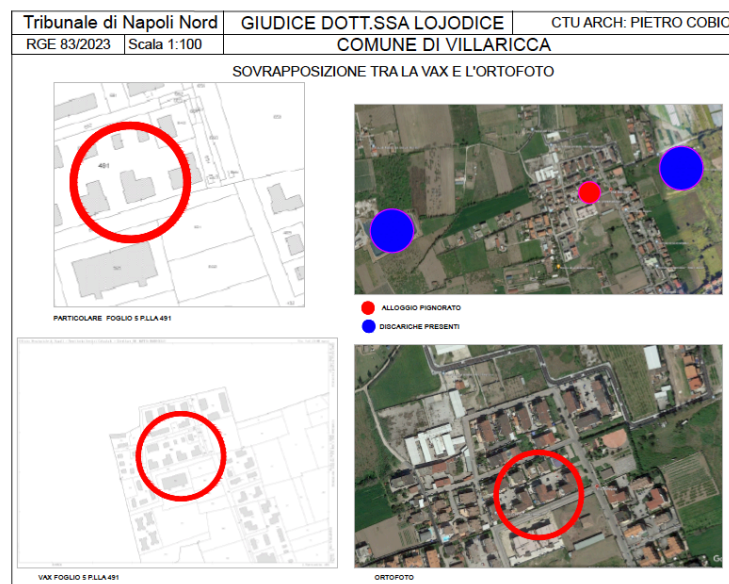 Tribunale di Napoli Nord GIUDICE DOTT.SSA LOJODICE CTU ARCH: PIETRO COBIO
RGE 83/2023 Scala 1:100 COMUNE DI VILLARICCA
SOVRAPPOSIZIONE TRA LA VAX E L'ORTOFOTO
491
PARTICOLARE FOGLIO 5 P.LLA 491
ALLOGGIO PIGNORATO
DISCARICHE PRESENTI
VAX FOGLIO 5 P.LLA 491
ORTOFOTO